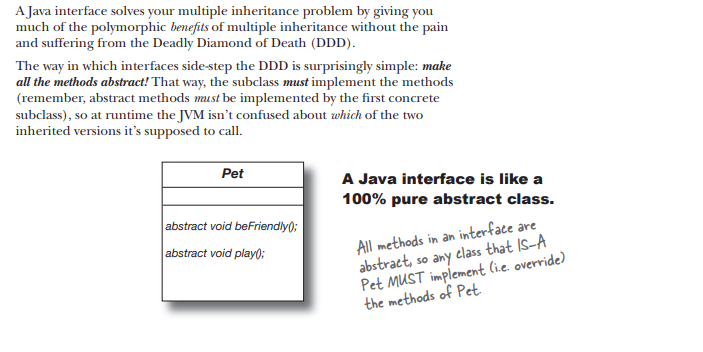 A Java interface solves your multiple inheritance problem by giving you
much of the polymorphic benefits of multiple inheritance without the pain
and suffering from the Deadly Diamond of Death (DDD).
The way in which interfaces side-step the DDD is surprisingly simple: make
all the methods abstract! That way, the subclass must implement the methods
(remember, abstract methods must be implemented by the first concrete
subclass), so at runtime the JVM isn't confused about which of the two
inherited versions it's supposed to call.
Pet
abstract void beFriendly();
abstract void play();
A Java interface is like a
100% pure abstract class.
All methods in an interface are
abstract, so any class that IS-A
Pet MUST implement (i.e. override)
the methods of Pet.